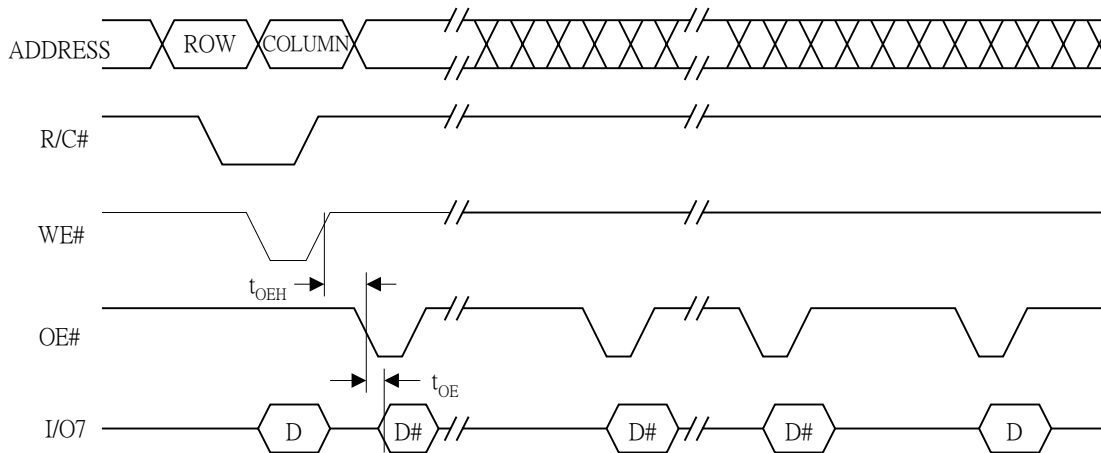 ADDRESS ROW COLUMN
R/C#
WE#
tOEH
OE#
tOE
I/O7 D D# D# D# D